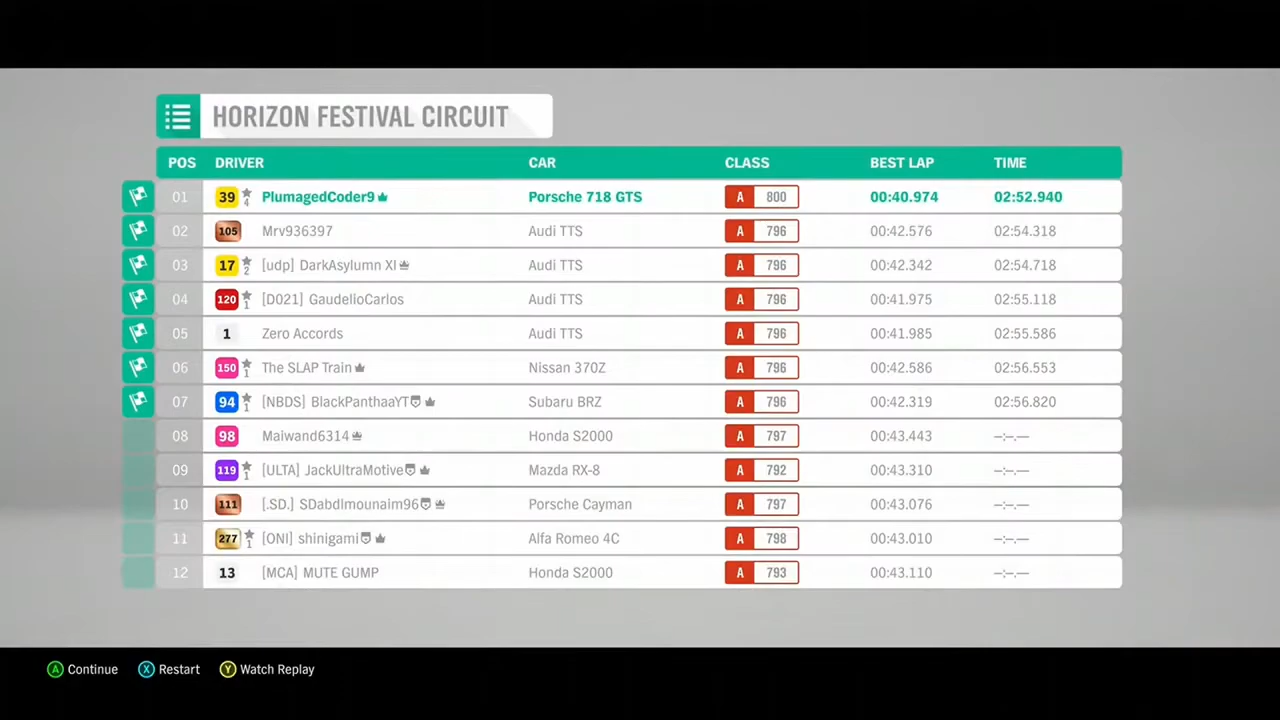 HORIZON FESTIVAL CIRCUIT
POS DRIVER CAR CLASS BEST LAP TIME
01 39 4 PlumagedCoder9 Porsche 718 GTS A 800 00:40.974 02:52.940
02 105 Mrv936397 Audi TTS A 796 00:42.576 02:54.318
03 17 2 [udp] DarkAsylumn XI Audi TTS A 796 00:42.342 02:54.718
04 120 1 [D021] GaudelioCarlos Audi TTS A 796 00:41.975 02:55.118
05 1 Zero Accords Audi TTS A 796 00:41.985 02:55.586
06 150 1 The SLAP Train Nissan 370Z A 796 00:42.586 02:56.553
07 94 1 [NBDS] BlackPanthaaYT Subaru BRZ A 796 00:42.319 02:56.820
08 98 Maiwand6314 Honda S2000 A 797 00:43.443 --:--.---
09 119 1 [ULTA] JackUltraMotive Mazda RX-8 A 792 00:43.310 --:--.---
10 111 [.SD.] SDabdlmounaim96 Porsche Cayman A 797 00:43.076 --:--.---
11 277 1 [ONI] shinigami Alfa Romeo 4C A 798 00:43.010 --:--.---
12 13 [MCA] MUTE GUMP Honda S2000 A 793 00:43.110 --:--.---
A Continue X Restart Y Watch Replay